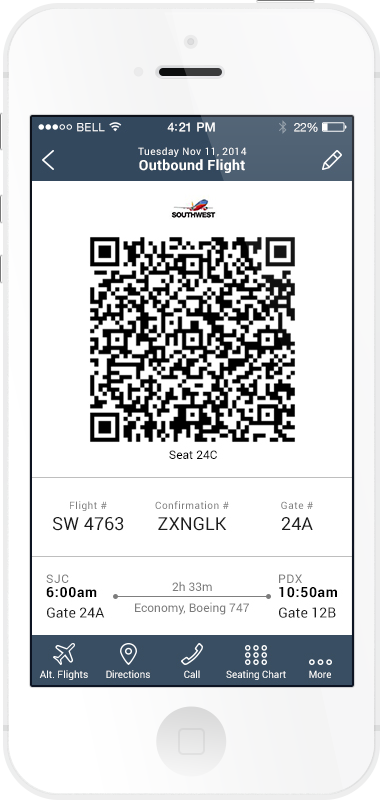 BELL 4:21 PM 22%
Tuesday Nov 11, 2014
Outbound Flight
SOUTHWEST
Seat 24C
Flight # Confirmation # Gate #
SW 4763 ZXNGLK 24A
SJC 2h 33m PDX
6:00am 10:50am
Economy, Boeing 747
Gate 24A Gate 12B
Alt. Flights Directions Call Seating Chart More